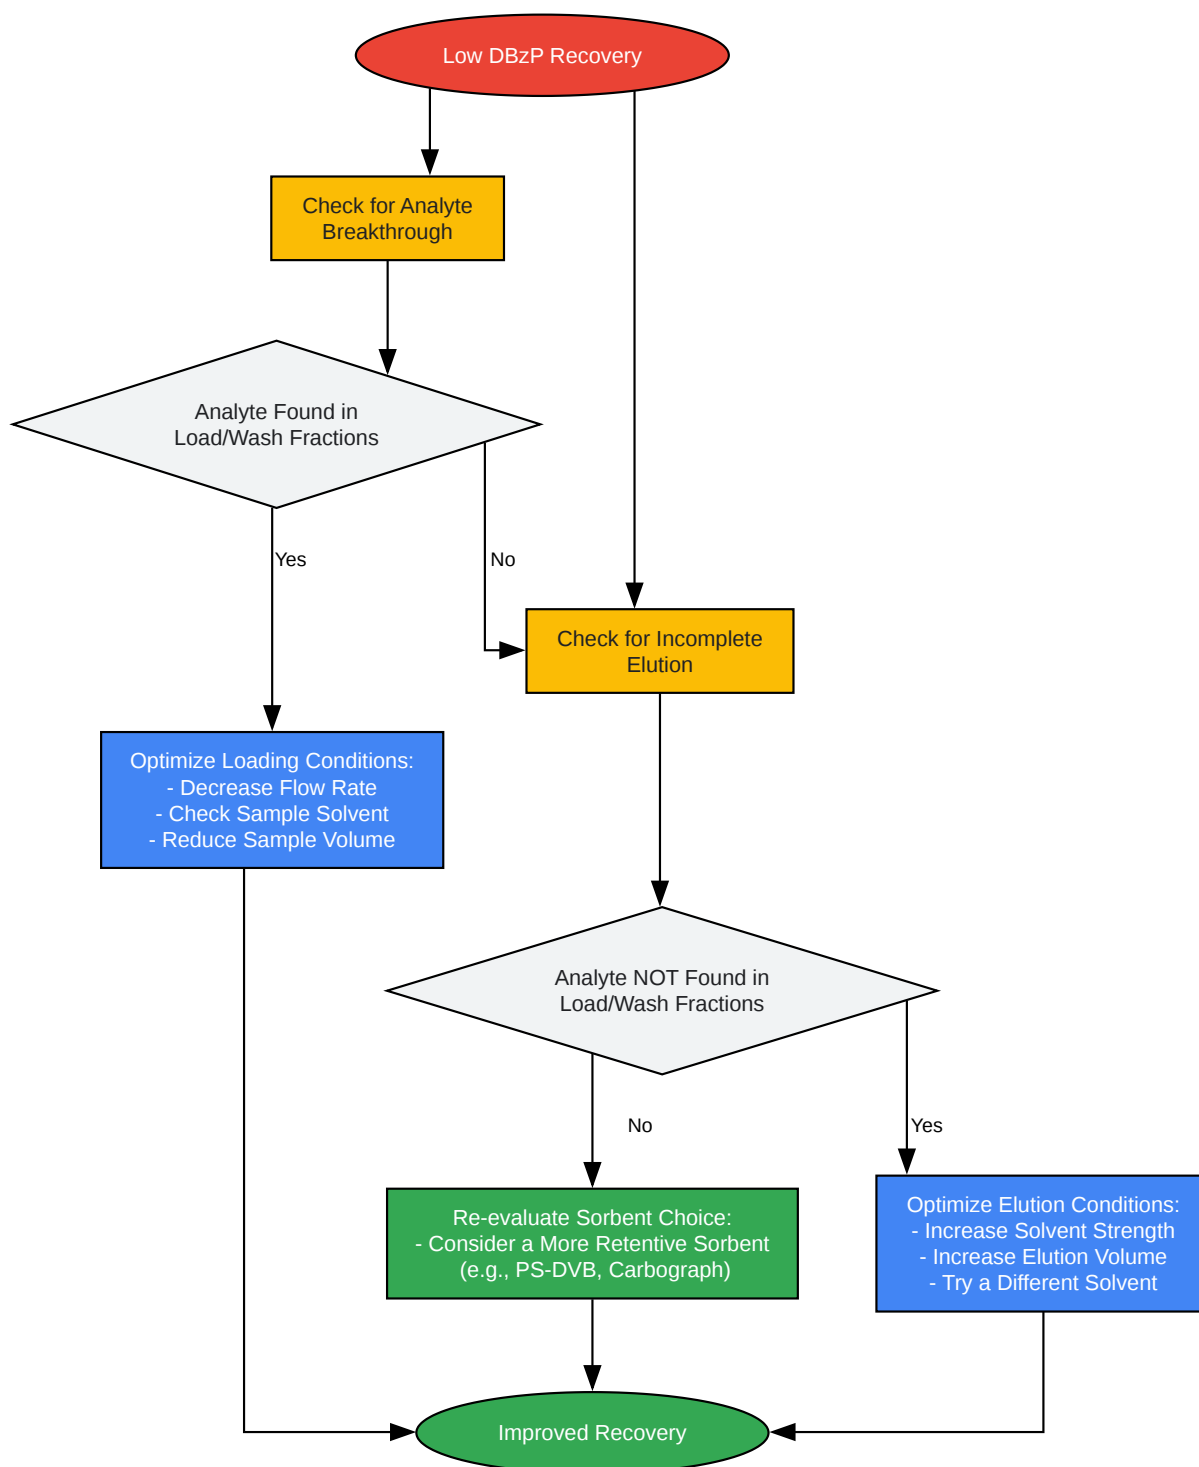 Low DBzP Recovery
Check for Analyte
Breakthrough
Analyte Found in
Load/Wash Fractions
Yes
No
Check for Incomplete
Elution
Optimize Loading Conditions:
- Decrease Flow Rate
- Check Sample Solvent
- Reduce Sample Volume
Analyte NOT Found in
Load/Wash Fractions
No
Yes
Re-evaluate Sorbent Choice:
- Consider a More Retentive Sorbent
(e.g., PS-DVB, Carbograph)
Optimize Elution Conditions:
- Increase Solvent Strength
- Increase Elution Volume
- Try a Different Solvent
Improved Recovery